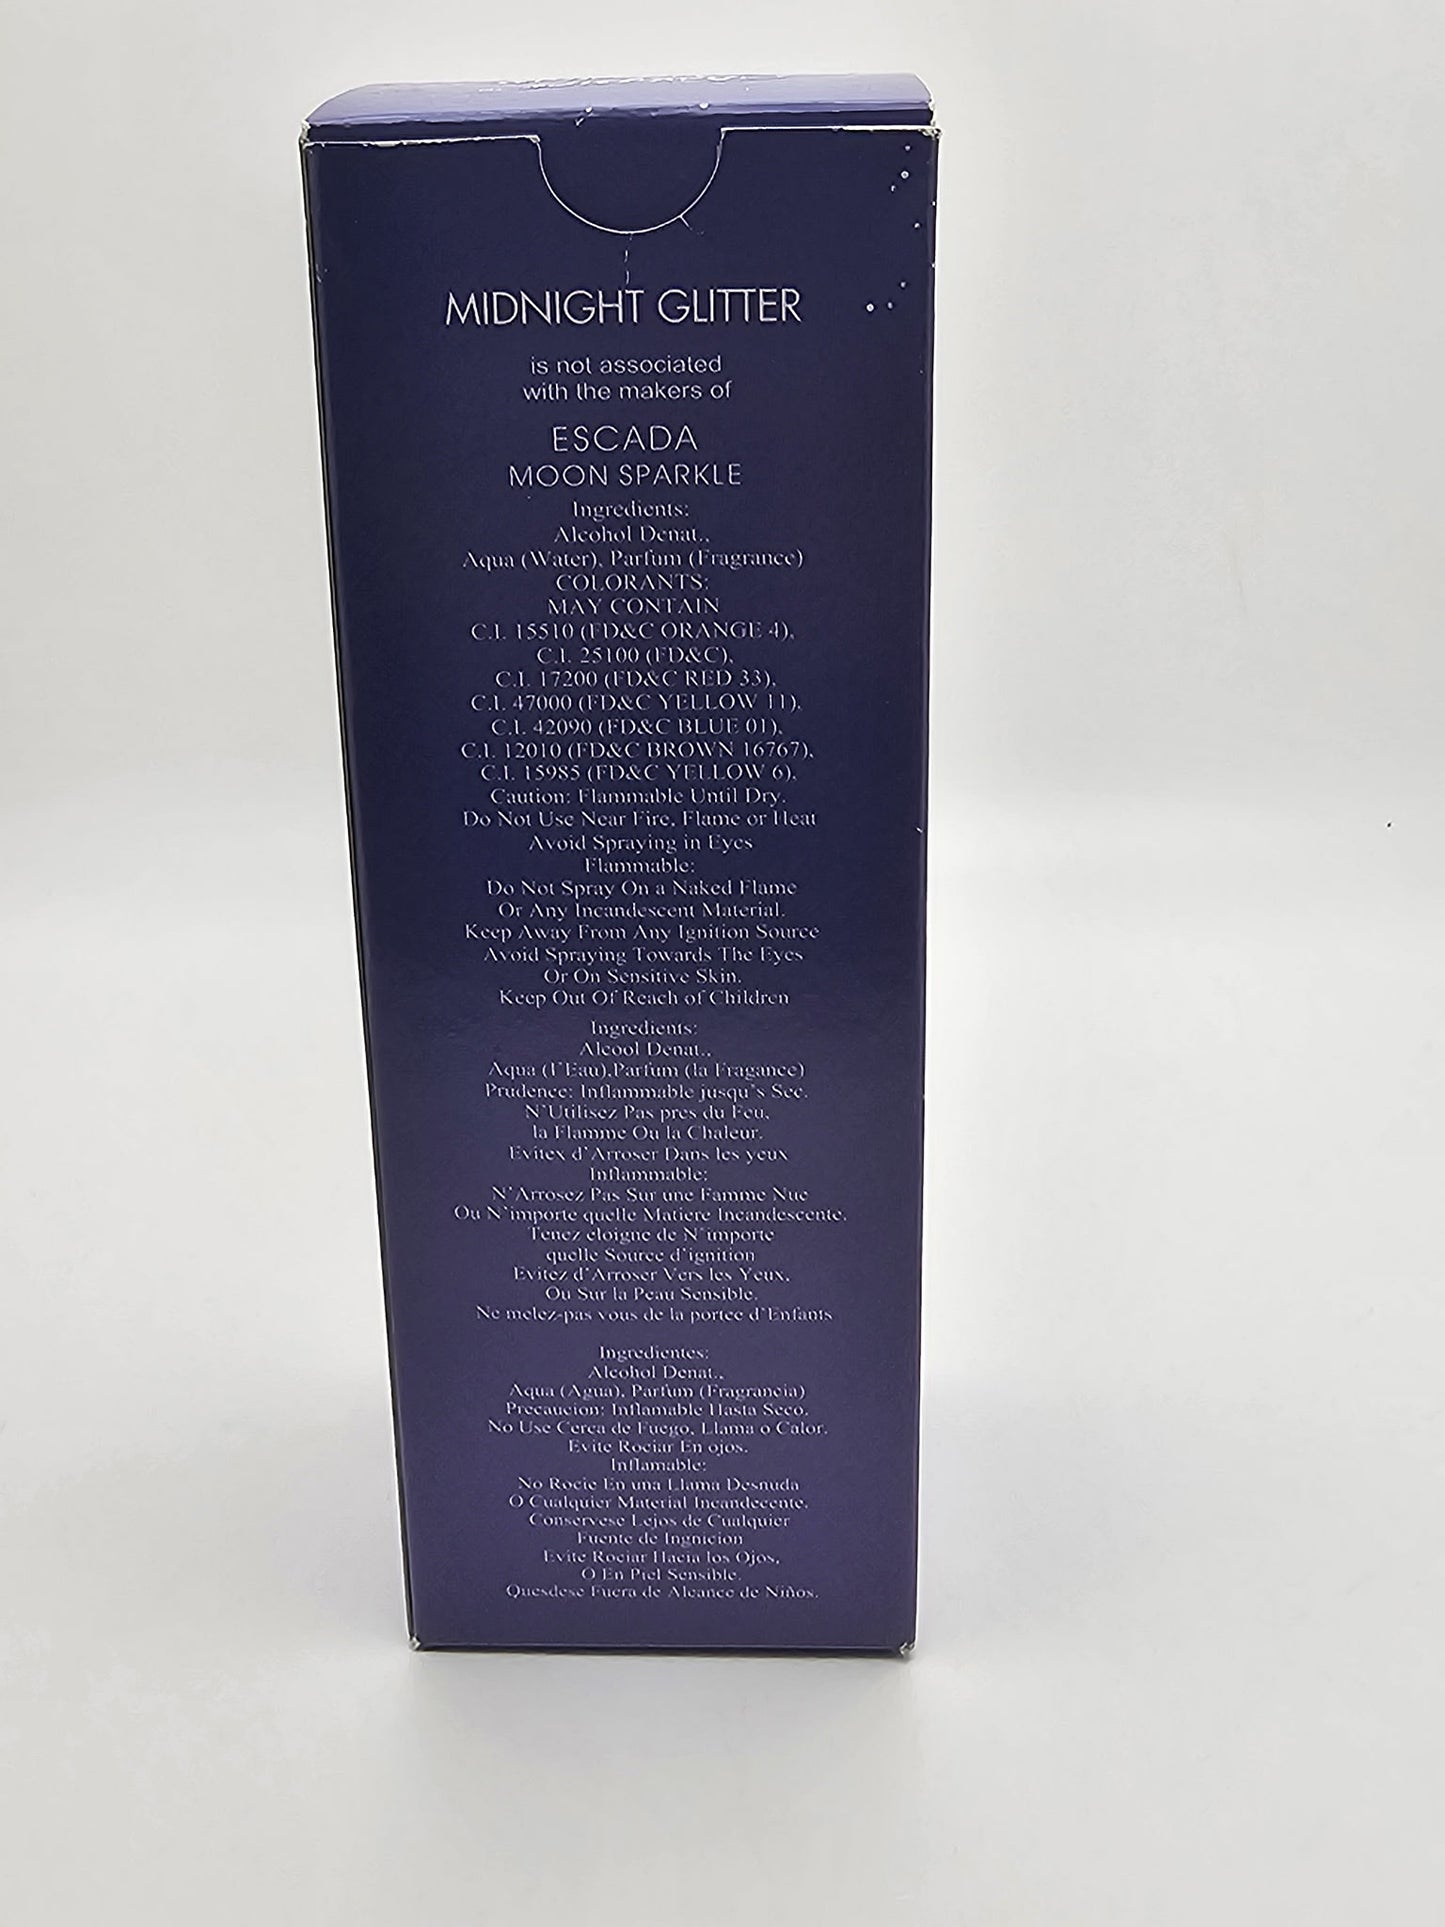 MIDNIGHT GLITTER
is not associated
with the makers of
ESCADA
MOON SPARKLE
Ingredients:
Alcohol Denat.,
Aqua (Water), Parfum (Fragrance)
COLORANTS:
MAY CONTAIN
C.I. 15510 (FD&C ORANGE 4),
C.I. 25100 (FD&C),
C.I. 17200 (FD&C RED 33),
C.I. 47000 (FD&C YELLOW 11),
C.I. 42090 (FD&C BLUE 01),
C.I. 12010 (FD&C BROWN 16767),
C.I. 15985 (FD&C YELLOW 6),
Caution: Flammable Until Dry.
Do Not Use Near Fire, Flame or Heat
Avoid Spraying in Eyes
Flammable:
Do Not Spray On a Naked Flame
Or Any Incandescent Material.
Keep Away From Any Ignition Source
Avoid Spraying Towards The Eyes
Or On Sensitive Skin.
Keep Out Of Reach of Children
Ingredients:
Alcool Denat.,
Aqua (l'Eau),Parfum (la Fragance)
Prudence: Inflammable jusqu's Sec.
N'Utilisez Pas pres du Feu,
la Flamme Ou la Chaleur.
Evitex d'Arroser Dans les yeux
Inflammable:
N'Arrosez Pas Sur une Famme Nue
Ou N'importe quelle Matiere Incandescente.
Tenez eloigne de N'importe
quelle Source d'ignition
Evitez d'Arroser Vers les Yeux,
Ou Sur la Peau Sensible.
Ne melez-pas vous de la portee d'Enfants
Ingredientes:
Alcohol Denat.,
Aqua (Agua), Parfum (Fragrancia)
Precaucion: Inflamable Hasta Seco.
No Use Cerca de Fuego, Llama o Calor.
Evite Rociar En ojos.
Inflamable:
No Rocie En una Llama Desnuda
O Cualquier Material Incandecente.
Conservese Lejos de Cualquier
Fuente de Ingnicion
Evite Rociar Hacia los Ojos,
O En Piel Sensible.
Quesdese Fuera de Alcance de Niños.